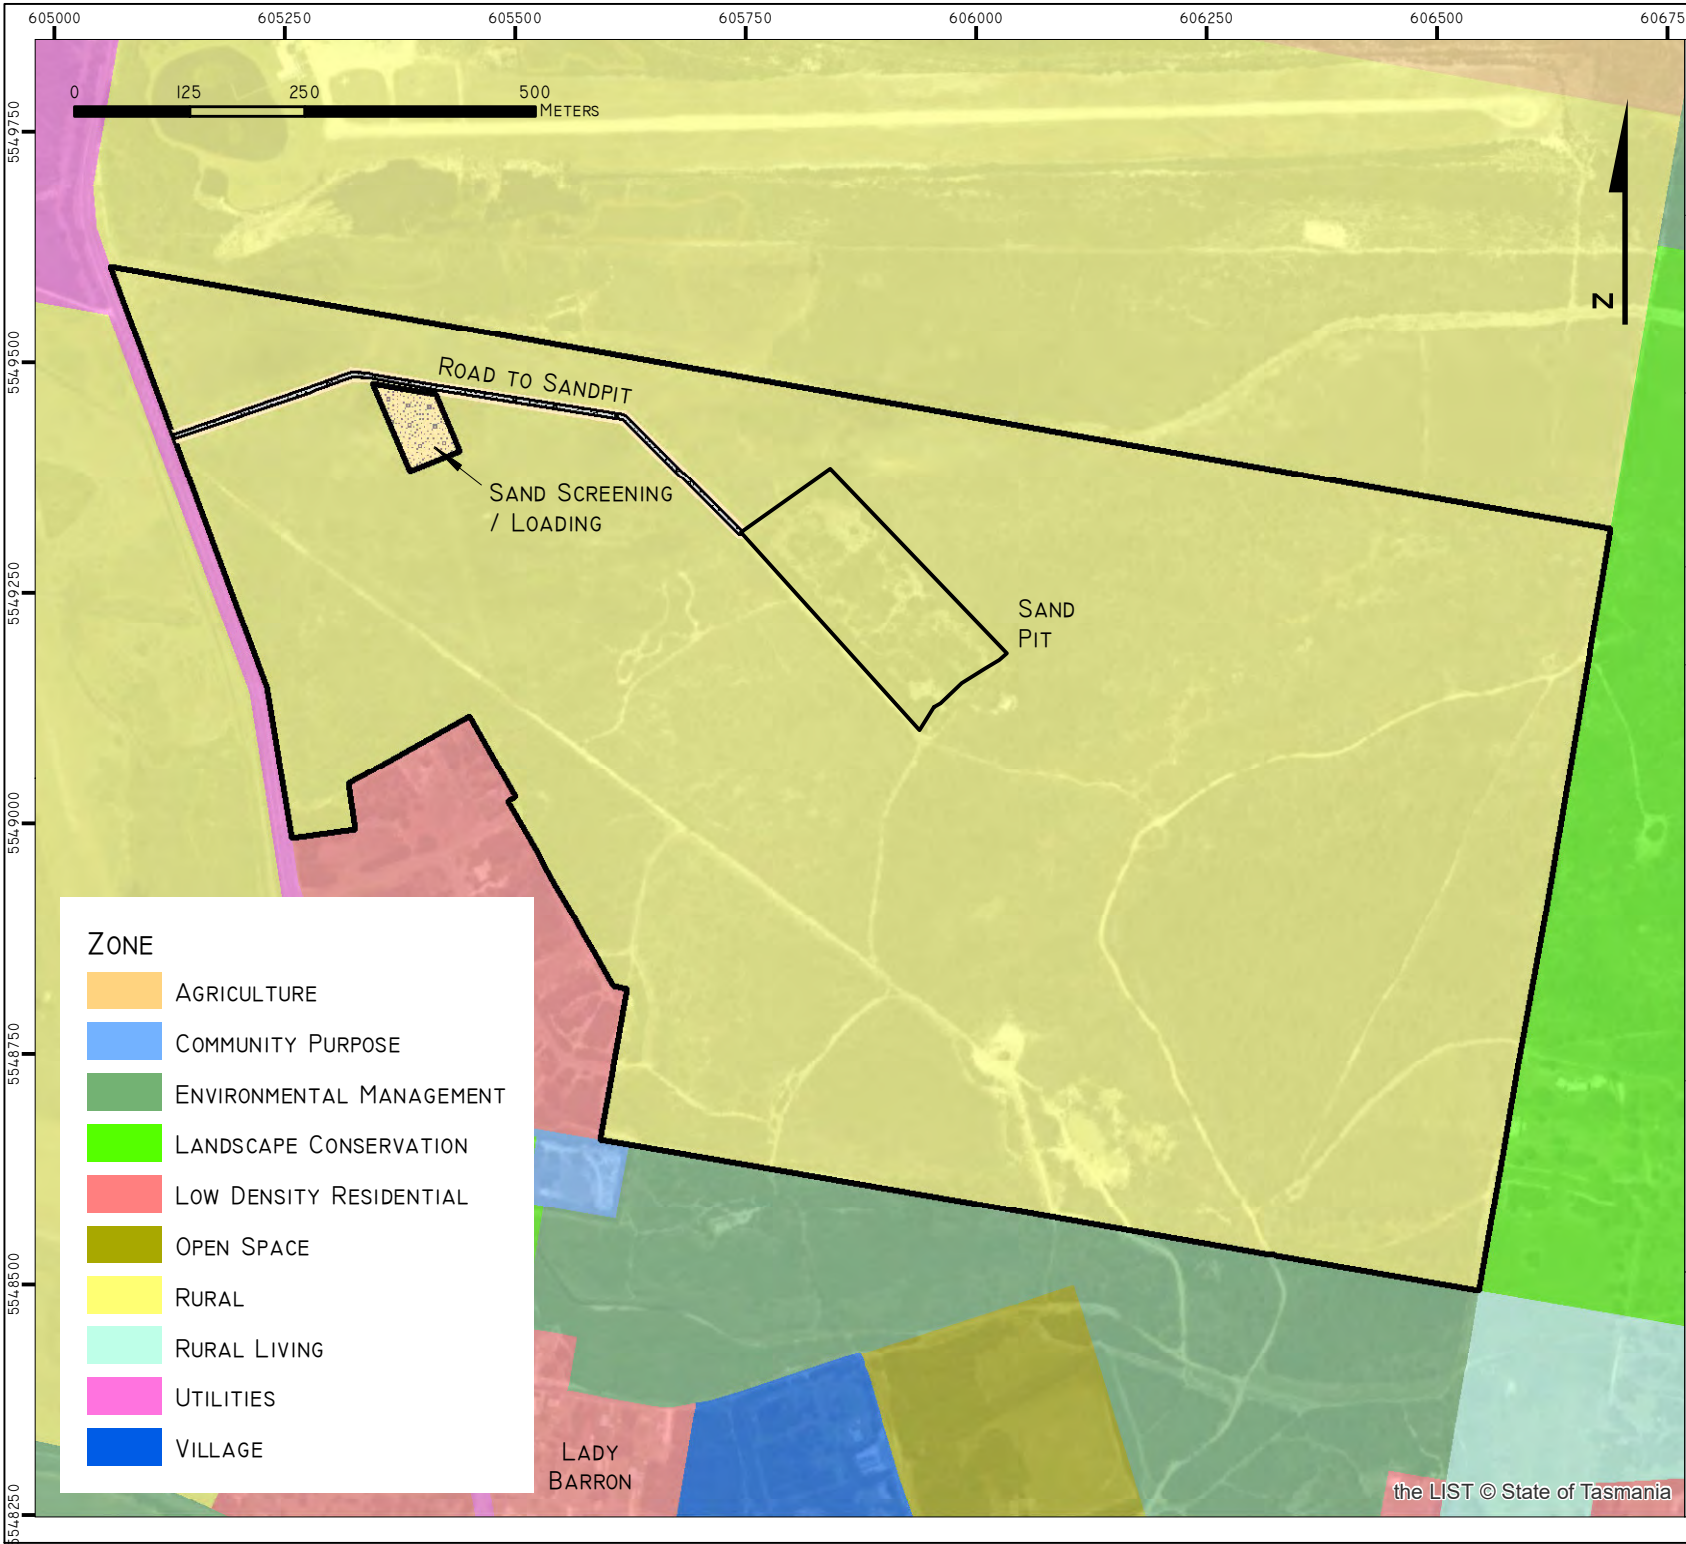 605000 605250 605500 605750 606000 606250 606500 60675
0 125 250 500
METERS
5549750
5549500
5549250
5549000
5548750
5548500
5548250
N
ROAD TO SANDPIT
SAND SCREENING
/ LOADING
SAND
PIT
ZONE
AGRICULTURE
COMMUNITY PURPOSE
ENVIRONMENTAL MANAGEMENT
LANDSCAPE CONSERVATION
LOW DENSITY RESIDENTIAL
OPEN SPACE
RURAL
RURAL LIVING
UTILITIES
VILLAGE
LADY
BARRON
the LIST © State of Tasmania